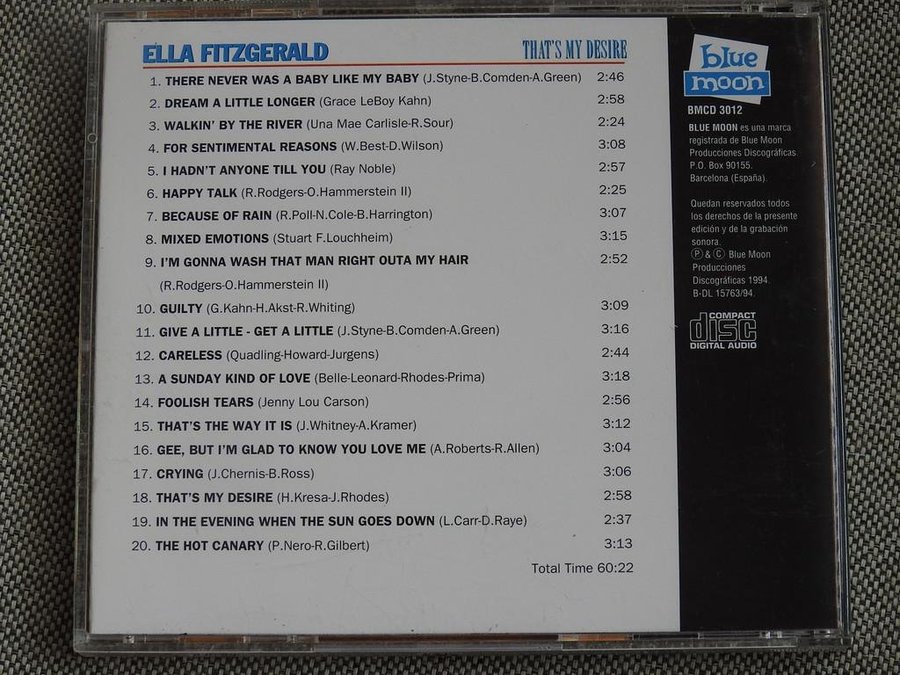 ELLA FITZGERALD THAT'S MY DESIRE
1. THERE NEVER WAS A BABY LIKE MY BABY (J.Styne-B.Comden-A.Green) 2:46
2. DREAM A LITTLE LONGER (Grace LeBoy Kahn) 2:58
3. WALKIN' BY THE RIVER (Una Mae Carlisle-R.Sour) 2:24
4. FOR SENTIMENTAL REASONS (W.Best-D.Wilson) 3:08
5. I HADN'T ANYONE TILL YOU (Ray Noble) 2:57
6. HAPPY TALK (R.Rodgers-O.Hammerstein II) 2:25
7. BECAUSE OF RAIN (R.Poll-N.Cole-B.Harrington) 3:07
8. MIXED EMOTIONS (Stuart F.Louchheim) 3:15
9. I'M GONNA WASH THAT MAN RIGHT OUTA MY HAIR 2:52
(R.Rodgers-O.Hammerstein II)
10. GUILTY (G.Kahn-H.Akst-R.Whiting) 3:09
11. GIVE A LITTLE - GET A LITTLE (J.Styne-B.Comden-A.Green) 3:16
12. CARELESS (Quadling-Howard-Jurgens) 2:44
13. A SUNDAY KIND OF LOVE (Belle-Leonard-Rhodes-Prima) 3:18
14. FOOLISH TEARS (Jenny Lou Carson) 2:56
15. THAT'S THE WAY IT IS (J.Whitney-A.Kramer) 3:12
16. GEE, BUT I'M GLAD TO KNOW YOU LOVE ME (A.Roberts-R.Allen) 3:04
17. CRYING (J.Chernis-B.Ross) 3:06
18. THAT'S MY DESIRE (H.Kresa-J.Rhodes) 2:58
19. IN THE EVENING WHEN THE SUN GOES DOWN (L.Carr-D.Raye) 2:37
20. THE HOT CANARY (P.Nero-R.Gilbert) 3:13
Total Time 60:22
blue
moon
BMCD 3012
BLUE MOON es una marca
registrada de Blue Moon
Producciones Discográficas.
P.O. Box 90155.
Barcelona (España).
Quedan reservados todos
los derechos de la presente
edición y de la grabación
sonora.
Ⓟ & Ⓒ Blue Moon
Producciones
Discográficas 1994.
B-DL 15763/94.
COMPACT
disc
DIGITAL AUDIO